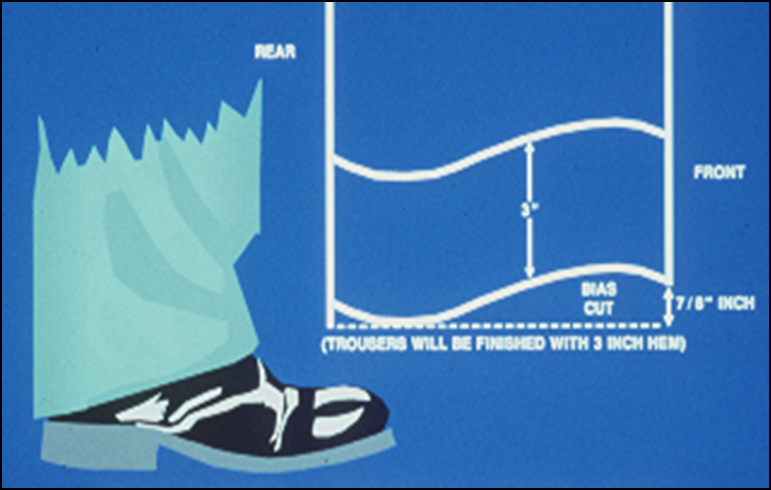 REAR
FRONT
3"
BIAS
CUT
7/8" INCH
(TROUSERS WILL BE FINISHED WITH 3 INCH HEM)